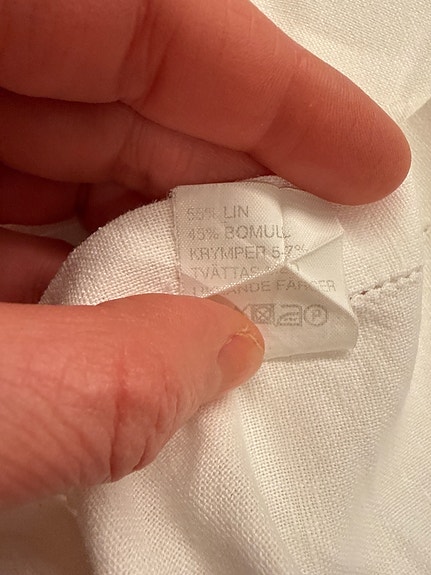 55% LIN
45% BOMULL
KRYMPER 5-7%
TVÄTTAS
FÄRGER
P